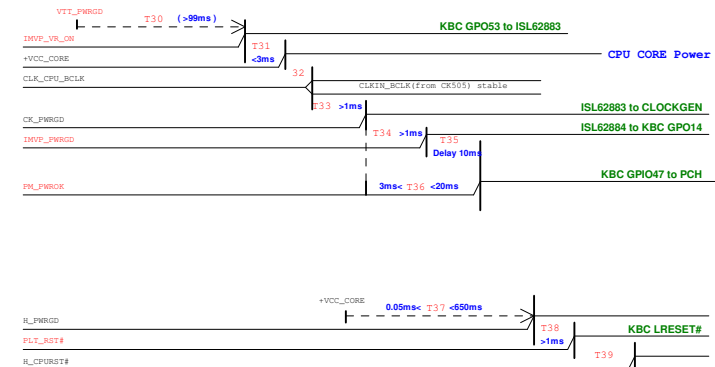 VTT_PWRGD
T30 (>99ms)
KBC GPO53 to ISL62883
IMVP_VR_ON
T31
+VCC_CORE
<3ms
CPU CORE Power
32
CLK_CPU_BCLK
CLKIN_BCLK(from CK505) stable
T33 >1ms
ISL62883 to CLOCKGEN
CK_PWRGD
T34 >1ms
ISL62884 to KBC GPO14
IMVP_PWRGD
T35
Delay 10ms
KBC GPIO47 to PCH
PM_PWROK
3ms< T36 <20ms
+VCC_CORE
0.05ms< T37 <650ms
H_PWRGD
T38
KBC LRESET#
PLT_RST#
>1ms
T39
H_CPURST#